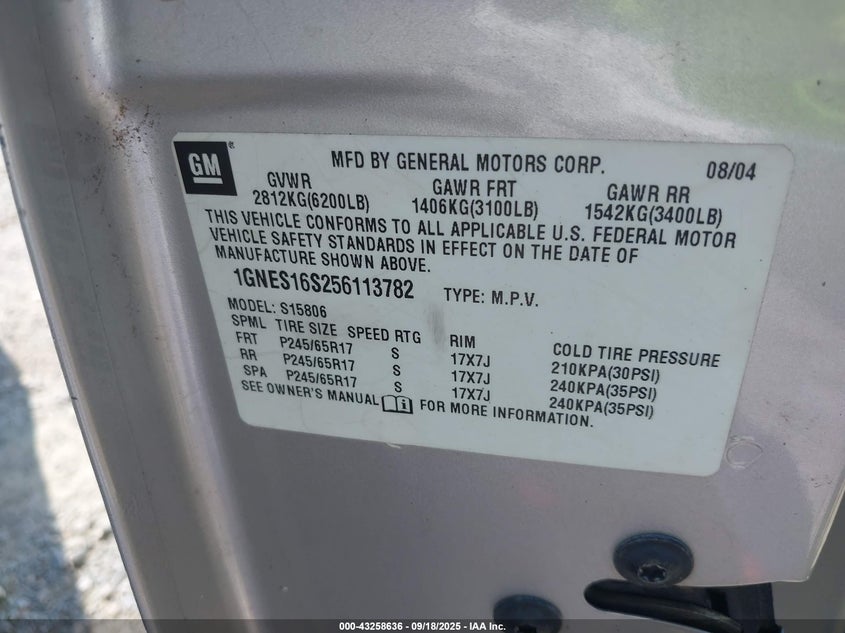 GM
MFD BY GENERAL MOTORS CORP. 08/04
GVWR GAWR FRT GAWR RR
2812KG(6200LB) 1406KG(3100LB) 1542KG(3400LB)
THIS VEHICLE CONFORMS TO ALL APPLICABLE U.S. FEDERAL MOTOR
VEHICLE SAFETY STANDARDS IN EFFECT ON THE DATE OF
MANUFACTURE SHOWN ABOVE.
1GNES16S256113782 TYPE: M.P.V.
MODEL: S15806
SPML TIRE SIZE SPEED RTG RIM COLD TIRE PRESSURE
FRT P245/65R17 S 17X7J 210KPA(30PSI)
RR P245/65R17 S 17X7J 240KPA(35PSI)
SPA P245/65R17 S 17X7J 240KPA(35PSI)
SEE OWNER'S MANUAL FOR MORE INFORMATION.
000-43258636 - 09/18/2025 - IAA Inc.